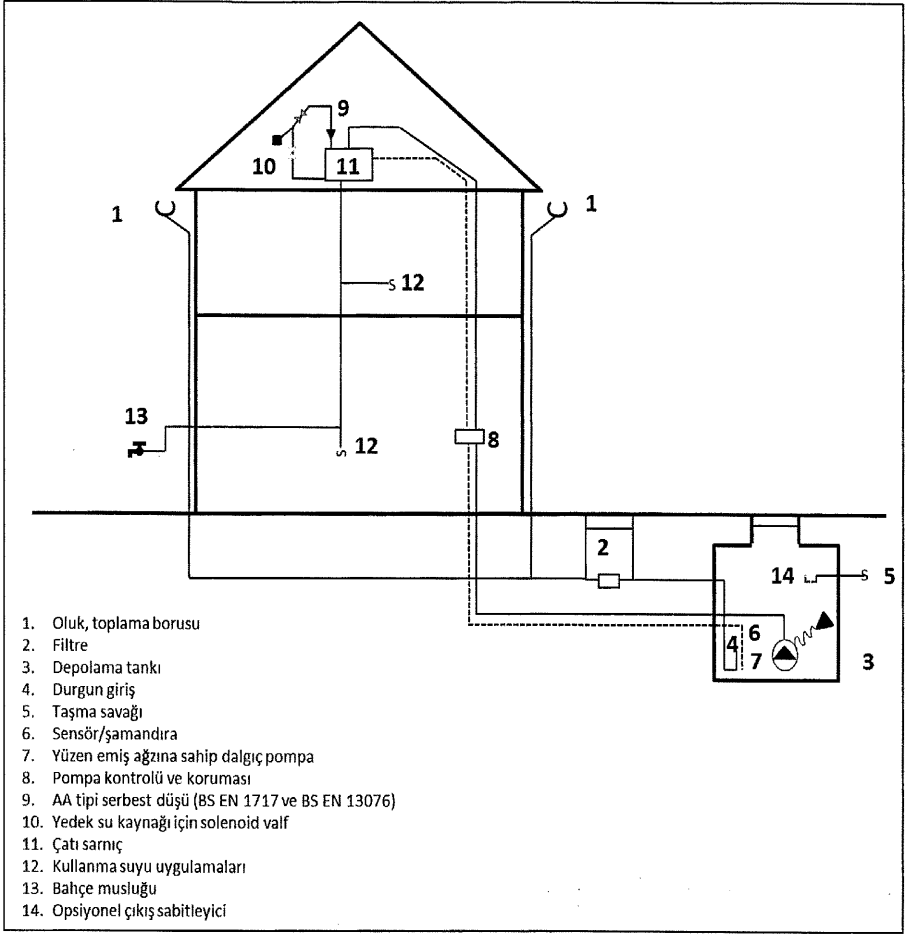 9
10
11
1
1
12
13
12
8
2
14
5
4
6
7
3
1. Oluk, toplama borusu
2. Filtre
3. Depolama tankı
4. Durgun giriş
5. Taşma savağı
6. Sensör/şamandıra
7. Yüzen emiş ağzına sahip dalgıç pompa
8. Pompa kontrolü ve koruması
9. AA tipi serbest düşü (BS EN 1717 ve BS EN 13076)
10. Yedek su kaynağı için solenoid valf
11. Çatı sarnıç
12. Kullanma suyu uygulamaları
13. Bahçe musluğu
14. Opsiyonel çıkış sabitleyici